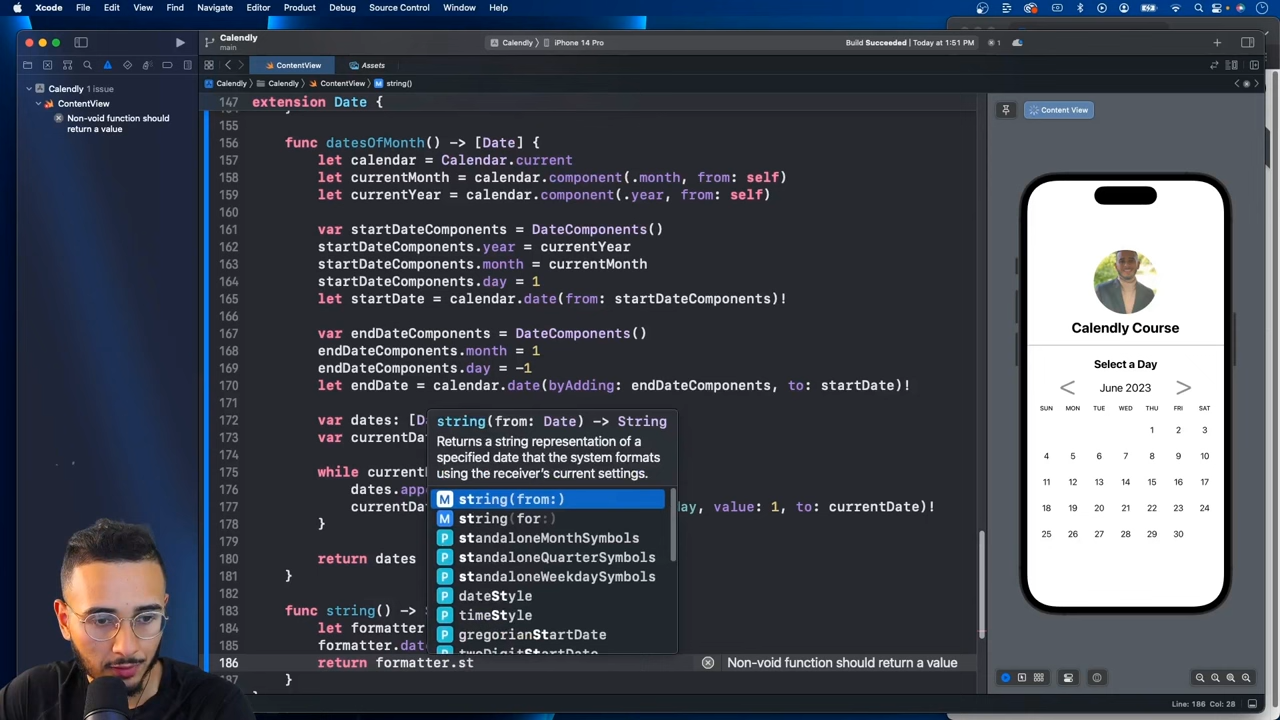 Xcode File Edit View Find Navigate Editor Product Debug Source Control Window Help
Calendly
main
Calendly iPhone 14 Pro
Build Succeeded | Today at 1:51 PM
1
ContentView
Assets
Calendly 1 issue
ContentView
Non-void function should
return a value
Calendly Calendly ContentView string()
147 extension Date {
155
156 func datesOfMonth() -> [Date] {
157 let calendar = Calendar.current
158 let currentMonth = calendar.component(.month, from: self)
159 let currentYear = calendar.component(.year, from: self)
160
161 var startDateComponents = DateComponents()
162 startDateComponents.year = currentYear
163 startDateComponents.month = currentMonth
164 startDateComponents.day = 1
165 let startDate = calendar.date(from: startDateComponents)!
166
167 var endDateComponents = DateComponents()
168 endDateComponents.month = 1
169 endDateComponents.day = -1
170 let endDate = calendar.date(byAdding: endDateComponents, to: startDate)!
171
172 var dates: [D
173 var currentDa
174
175 while currentD
176 dates.app
177 currentDa ay, value: 1, to: currentDate)!
178 }
179
180 return dates
181 }
182
183 func string() -> S
184 let formatter
185 formatter.dat
186 return formatter.st
Non-void function should return a value
187 }
string(from: Date) -> String
Returns a string representation of a
specified date that the system formats
using the receiver's current settings.
M string(from:)
M string(for:)
P standaloneMonthSymbols
P standaloneQuarterSymbols
P standaloneWeekdaySymbols
P dateStyle
P timeStyle
P gregorianStartDate
P twoDigitStartDate
Content View
Calendly Course
Select a Day
< June 2023 >
SUN MON TUE WED THU FRI SAT
1 2 3
4 5 6 7 8 9 10
11 12 13 14 15 16 17
18 19 20 21 22 23 24
25 26 27 28 29 30
Line: 186 Col: 28